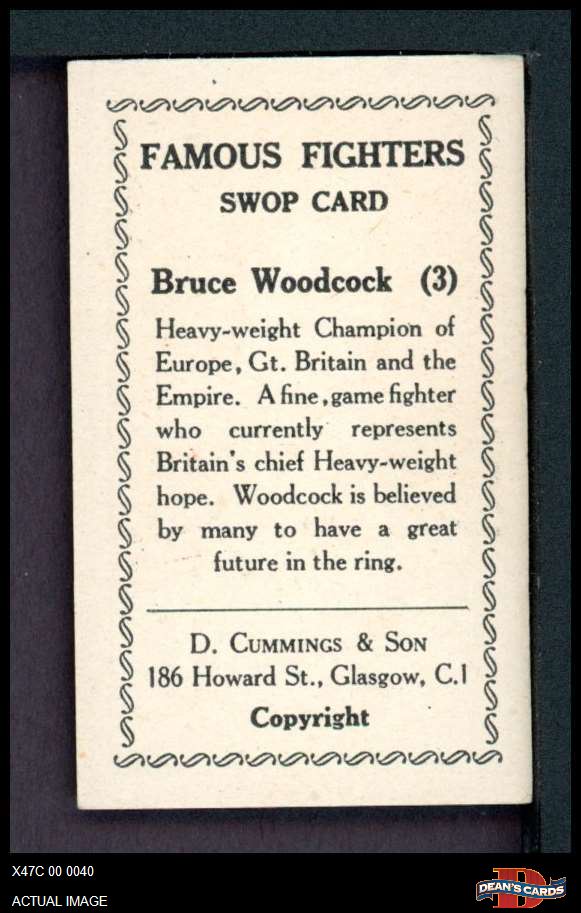 FAMOUS FIGHTERS
SWOP CARD
Bruce Woodcock (3)
Heavy-weight Champion of
Europe, Gt. Britain and the
Empire. A fine, game fighter
who currently represents
Britain's chief Heavy-weight
hope. Woodcock is believed
by many to have a great
future in the ring.
D. CUMMINGS & SON
186 Howard St., Glasgow, C.1
Copyright
X47C 00 0040
ACTUAL IMAGE
D
DEAN'S CARDS